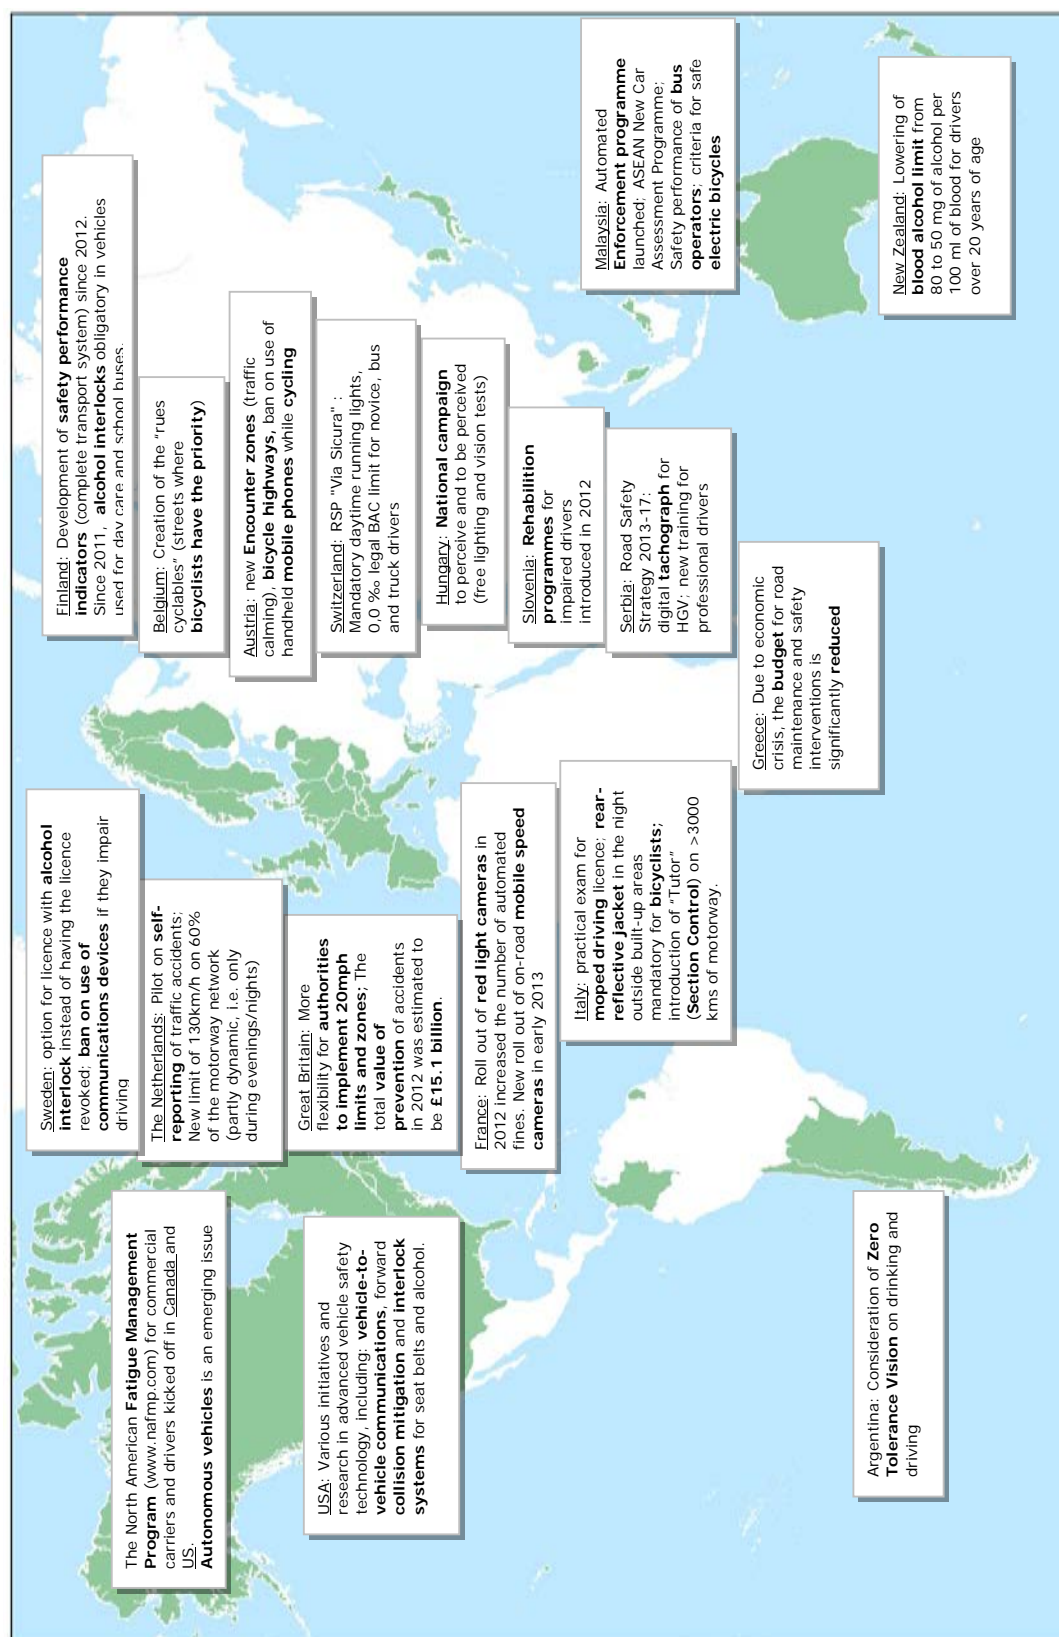 The North American Fatigue Management
Program (www.nafmp.com) for commercial
carriers and drivers kicked off in Canada and
US.
Autonomous vehicles is an emerging issue
USA: Various initiatives and
research in advanced vehicle safety
technology, including: vehicle-to-
vehicle communications, forward
collision mitigation and interlock
systems for seat belts and alcohol.
Argentina: Consideration of Zero
Tolerance Vision on drinking and
driving
Sweden: option for licence with alcohol
interlock instead of having the licence
revoked; ban on use of
communications devices if they impair
driving
The Netherlands: Pilot on self-
reporting of traffic accidents;
New limit of 130km/h on 60%
of the motorway network
(partly dynamic, i.e. only
during evenings/nights)
Great Britain: More
flexibility for authorities
to implement 20mph
limits and zones; The
total value of
prevention of accidents
in 2012 was estimated to
be £15.1 billion.
France: Roll out of red light cameras in
2012 increased the number of automated
fines. New roll out of on-road mobile speed
cameras in early 2013
Italy: practical exam for
moped driving licence; rear-
reflective jacket in the night
outside built-up areas
mandatory for bicyclists;
introduction of "Tutor"
(Section Control) on >3000
kms of motorway.
Finland: Development of safety performance
indicators (complete transport system) since 2012.
Since 2011, alcohol interlocks obligatory in vehicles
used for day care and school buses.
Belgium: Creation of the "rues
cyclables" (streets where
bicyclists have the priority)
Austria: new Encounter zones (traffic
calming), bicycle highways, ban on use of
handheld mobile phones while cycling
Switzerland: RSP "Via Sicura" :
Mandatory daytime running lights,
0,0 ‰ legal BAC limit for novice, bus
and truck drivers
Hungary: National campaign
to perceive and to be perceived
(free lighting and vision tests)
Slovenia: Rehabilition
programmes for
impaired drivers
introduced in 2012
Serbia: Road Safety
Strategy 2013-17:
digital tachograph for
HGV; new training for
professional drivers
Greece: Due to economic
crisis, the budget for road
maintenance and safety
interventions is
significantly reduced
Malaysia: Automated
Enforcement programme
launched; ASEAN New Car
Assessment Programme;
Safety performance of bus
operators; criteria for safe
electric bicycles
New Zealand: Lowering of
blood alcohol limit from
80 to 50 mg of alcohol per
100 ml of blood for drivers
over 20 years of age